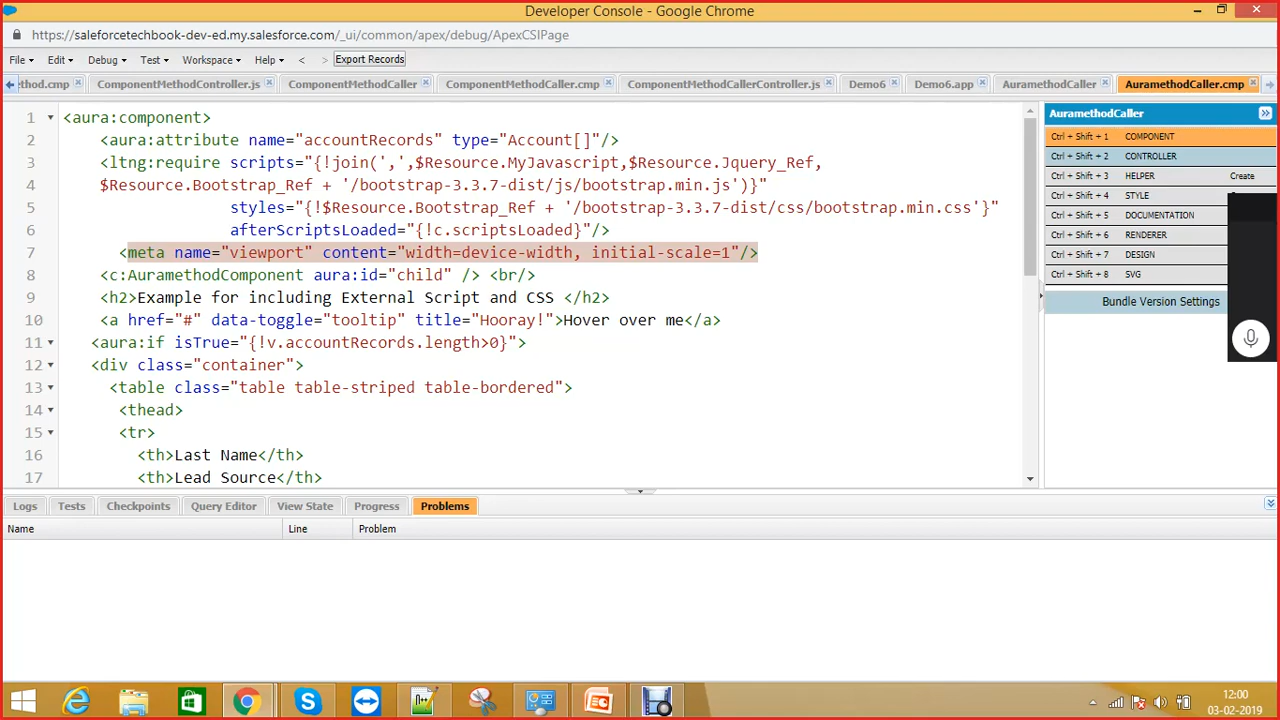 Developer Console - Google Chrome
https://saleforcetechbook-dev-ed.my.salesforce.com/_ui/common/apex/debug/ApexCSIPage
File Edit Debug Test Workspace Help < > Export Records
ethod.cmp ComponentMethodController.js ComponentMethodCaller ComponentMethodCaller.cmp ComponentMethodCallerController.js Demo6 Demo6.app AuramethodCaller AuramethodCaller.cmp
1 <aura:component>
2 <aura:attribute name="accountRecords" type="Account[]"/>
3 <ltng:require scripts="{!join(',',$Resource.MyJavascript,$Resource.Jquery_Ref,
4 $Resource.Bootstrap_Ref + '/bootstrap-3.3.7-dist/js/bootstrap.min.js')}"
5 styles="{!$Resource.Bootstrap_Ref + '/bootstrap-3.3.7-dist/css/bootstrap.min.css'}"
6 afterScriptsLoaded="{!c.scriptsLoaded}"/>
7 <meta name="viewport" content="width=device-width, initial-scale=1"/>
8 <c:AuramethodComponent aura:id="child" /> <br/>
9 <h2>Example for including External Script and CSS </h2>
10 <a href="#" data-toggle="tooltip" title="Hooray!">Hover over me</a>
11 <aura:if isTrue="{!v.accountRecords.length>0}">
12 <div class="container">
13 <table class="table table-striped table-bordered">
14 <thead>
15 <tr>
16 <th>Last Name</th>
17 <th>Lead Source</th>
AuramethodCaller
Ctrl + Shift + 1 COMPONENT
Ctrl + Shift + 2 CONTROLLER
Ctrl + Shift + 3 HELPER Create
Ctrl + Shift + 4 STYLE
Ctrl + Shift + 5 DOCUMENTATION
Ctrl + Shift + 6 RENDERER
Ctrl + Shift + 7 DESIGN
Ctrl + Shift + 8 SVG
Bundle Version Settings
Logs Tests Checkpoints Query Editor View State Progress Problems
Name Line Problem
12:00
03-02-2019